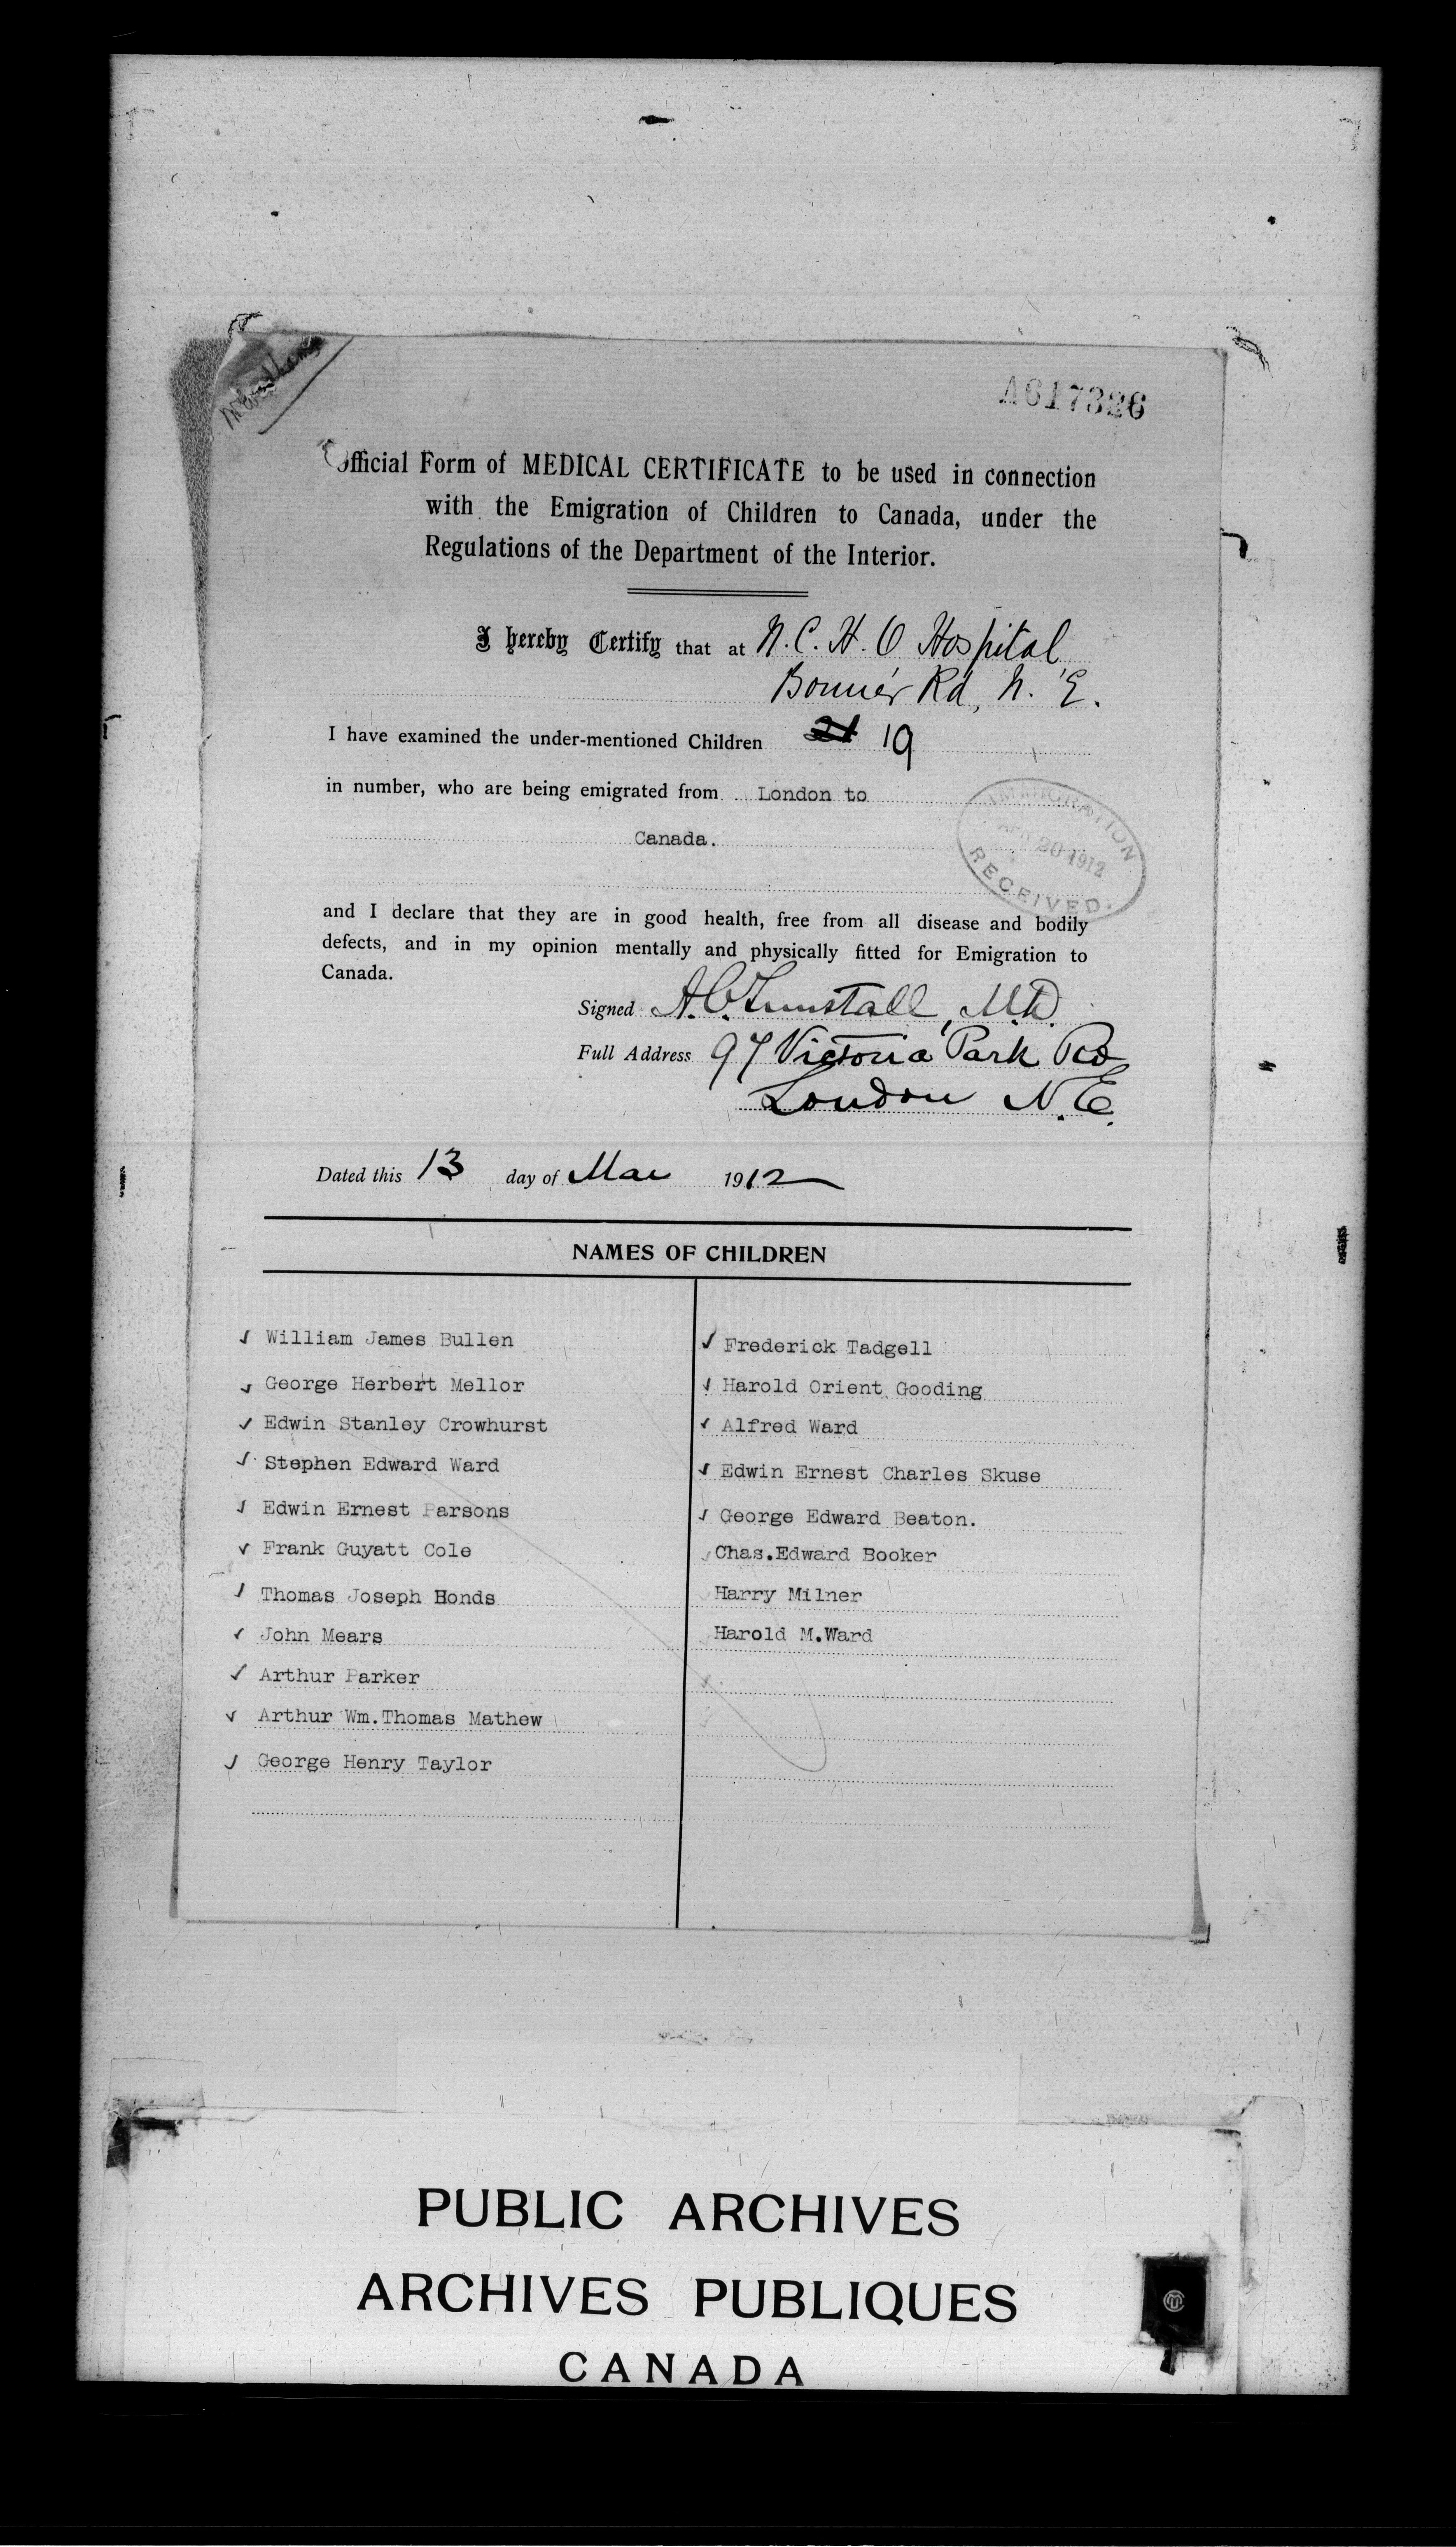 A617326
Official Form of MEDICAL CERTIFICATE to be used in connection
with the Emigration of Children to Canada, under the
Regulations of the Department of the Interior.
I hereby Certify that at N.C.H.O Hospital
Bonner Rd, N.E.
I have examined the under-mentioned Children 21 19
in number, who are being emigrated from London to
Canada.
IMMIGRATION
20 1912
RECEIVED.
and I declare that they are in good health, free from all disease and bodily
defects, and in my opinion mentally and physically fitted for Emigration to
Canada.
Signed A.C. Tunstall, M.D.
Full Address 97 Victoria Park Rd
London N.E.
Dated this 13 day of Mar 1912
NAMES OF CHILDREN
William James Bullen
George Herbert Mellor
Edwin Stanley Crowhurst
Stephen Edward Ward
Edwin Ernest Parsons
Frank Guyatt Cole
Thomas Joseph Honds
John Mears
Arthur Parker
Arthur Wm.Thomas Mathew
George Henry Taylor
Frederick Tadgell
Harold Orient Gooding
Alfred Ward
Edwin Ernest Charles Skuse
George Edward Beaton.
Chas.Edward Booker
Harry Milner
Harold M.Ward
PUBLIC ARCHIVES
ARCHIVES PUBLIQUES
CANADA